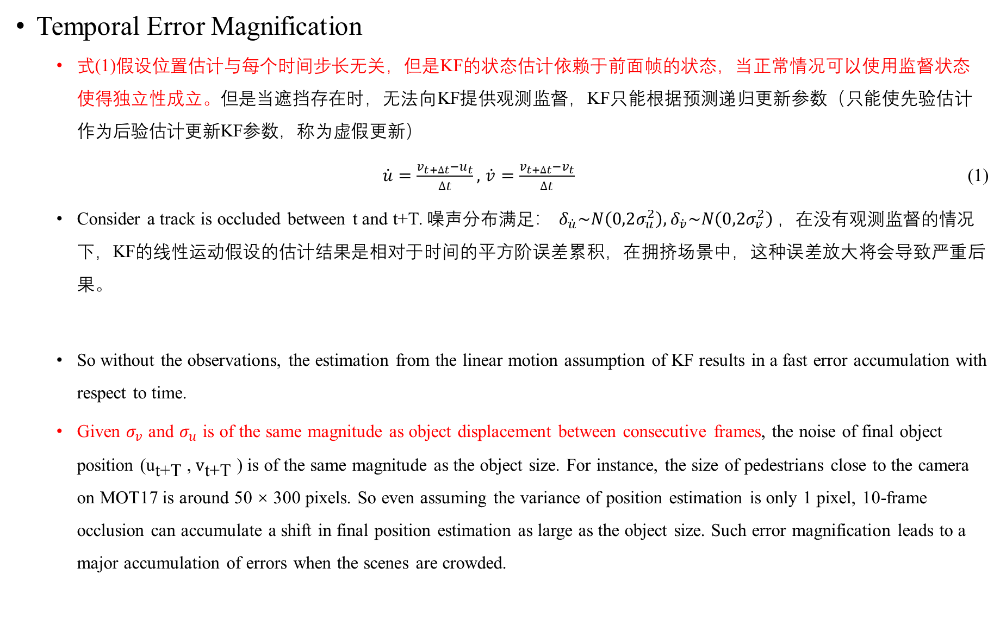 • Temporal Error Magnification
• 式(1)假设位置估计与每个时间步长无关，但是KF的状态估计依赖于前面帧的状态，当正常情况可以使用监督状态
使得独立性成立。但是当遮挡存在时，无法向KF提供观测监督，KF只能根据预测递归更新参数（只能使先验估计
作为后验估计更新KF参数，称为虚假更新）
$\dot{u} = \frac{v_{t+\Delta t}-u_t}{\Delta t}, \dot{v} = \frac{v_{t+\Delta t}-v_t}{\Delta t}$ (1)
• Consider a track is occluded between t and t+T. 噪声分布满足： $\delta_{\dot{u}} \sim N(0,2\sigma_u^2), \delta_{\dot{v}} \sim N(0,2\sigma_v^2)$ ，在没有观测监督的情况
下，KF的线性运动假设的估计结果是相对于时间的平方阶误差累积，在拥挤场景中，这种误差放大将会导致严重后
果。
• So without the observations, the estimation from the linear motion assumption of KF results in a fast error accumulation with
respect to time.
• Given $\sigma_v$ and $\sigma_u$ is of the same magnitude as object displacement between consecutive frames, the noise of final object
position ($u_{t+T}$ , $v_{t+T}$ ) is of the same magnitude as the object size. For instance, the size of pedestrians close to the camera
on MOT17 is around 50 × 300 pixels. So even assuming the variance of position estimation is only 1 pixel, 10-frame
occlusion can accumulate a shift in final position estimation as large as the object size. Such error magnification leads to a
major accumulation of errors when the scenes are crowded.